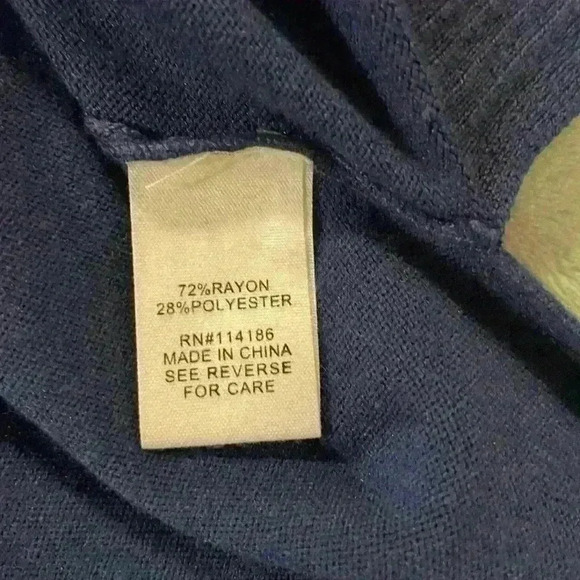 72%RAYON
28%POLYESTER
RN#114186
MADE IN CHINA
SEE REVERSE
FOR CARE